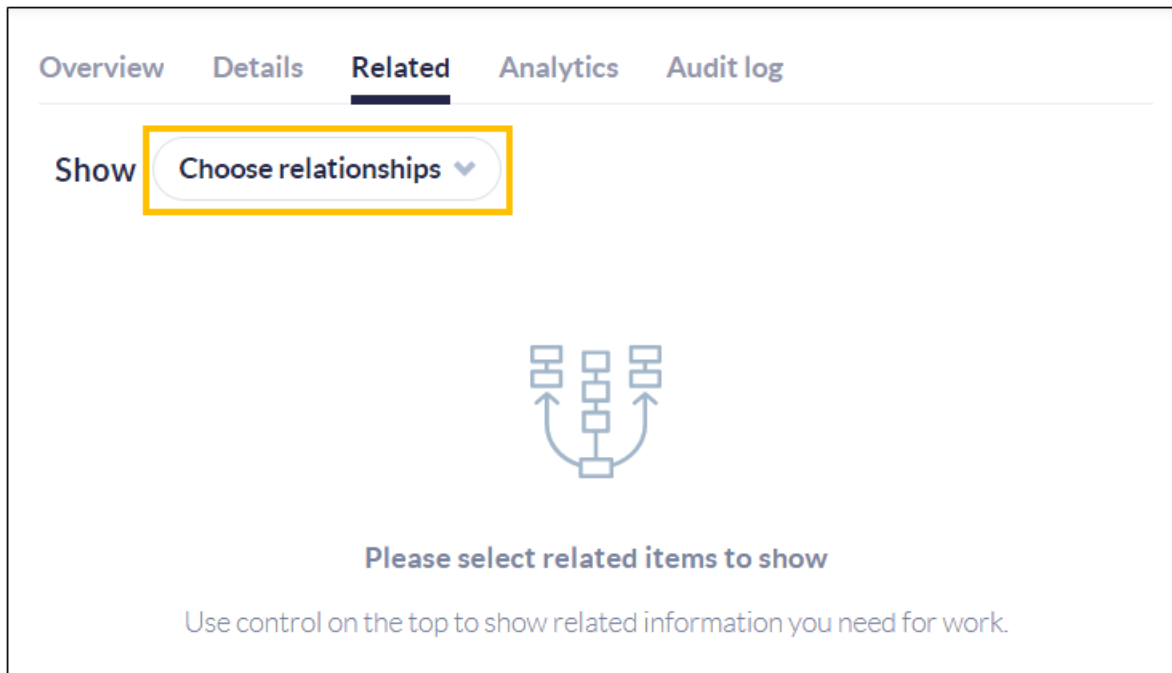 Overview Details Related Analytics Audit log
Show Choose relationships
Please select related items to show
Use control on the top to show related information you need for work.